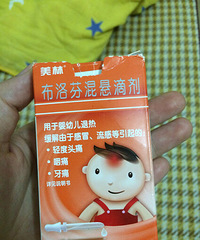 美林
布洛芬混悬滴剂
用于婴幼儿退热
缓解由于感冒、流感等引起的
• 轻度头痛
• 咽痛
• 牙痛
详见说明书